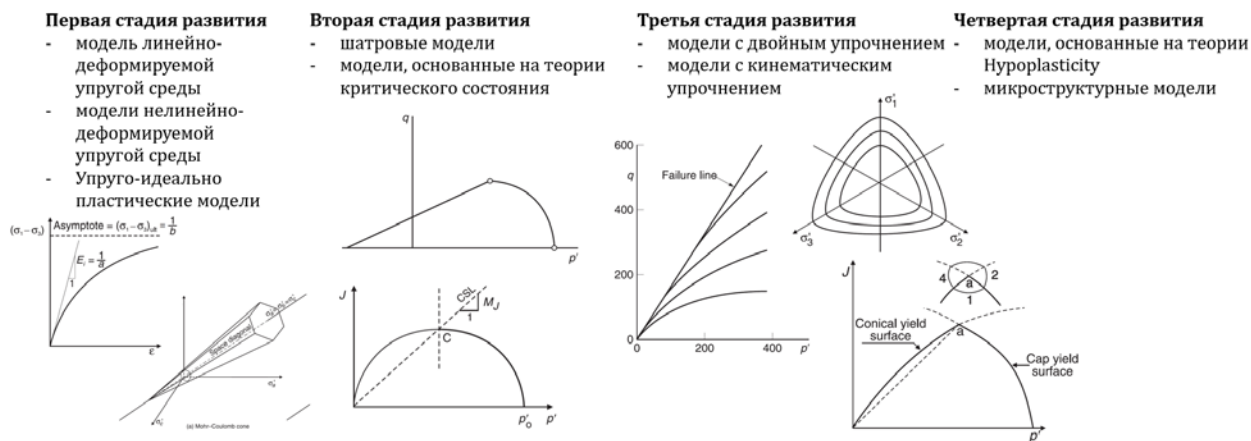 Первая стадия развития
- модель линейно-
деформируемой
упругой среды
- модели нелинейно-
деформируемой
упругой среды
- Упруго-идеально
пластические модели
(σ₁−σ₃)
Asymptote = (σ₁−σ₃)ult = 1/b
Eᵢ = 1/a
1
ε
Space diagonal
(a) Mohr–Coulomb cone
Вторая стадия развития
- шатровые модели
- модели, основанные на теории
критического состояния
q
p'
J
CSL
M_J
1
C
p'₀
p'
Третья стадия развития
- модели с двойным упрочнением
- модели с кинематическим
упрочнением
600
q
400
200
0
Failure line
0
200
400
p'
σ'₁
σ'₃
σ'₂
J
4
2
a
1
Conical yield
surface
a
Cap yield
surface
p'
Четвертая стадия развития
- модели, основанные на теории
Hypoplasticity
- микроструктурные модели